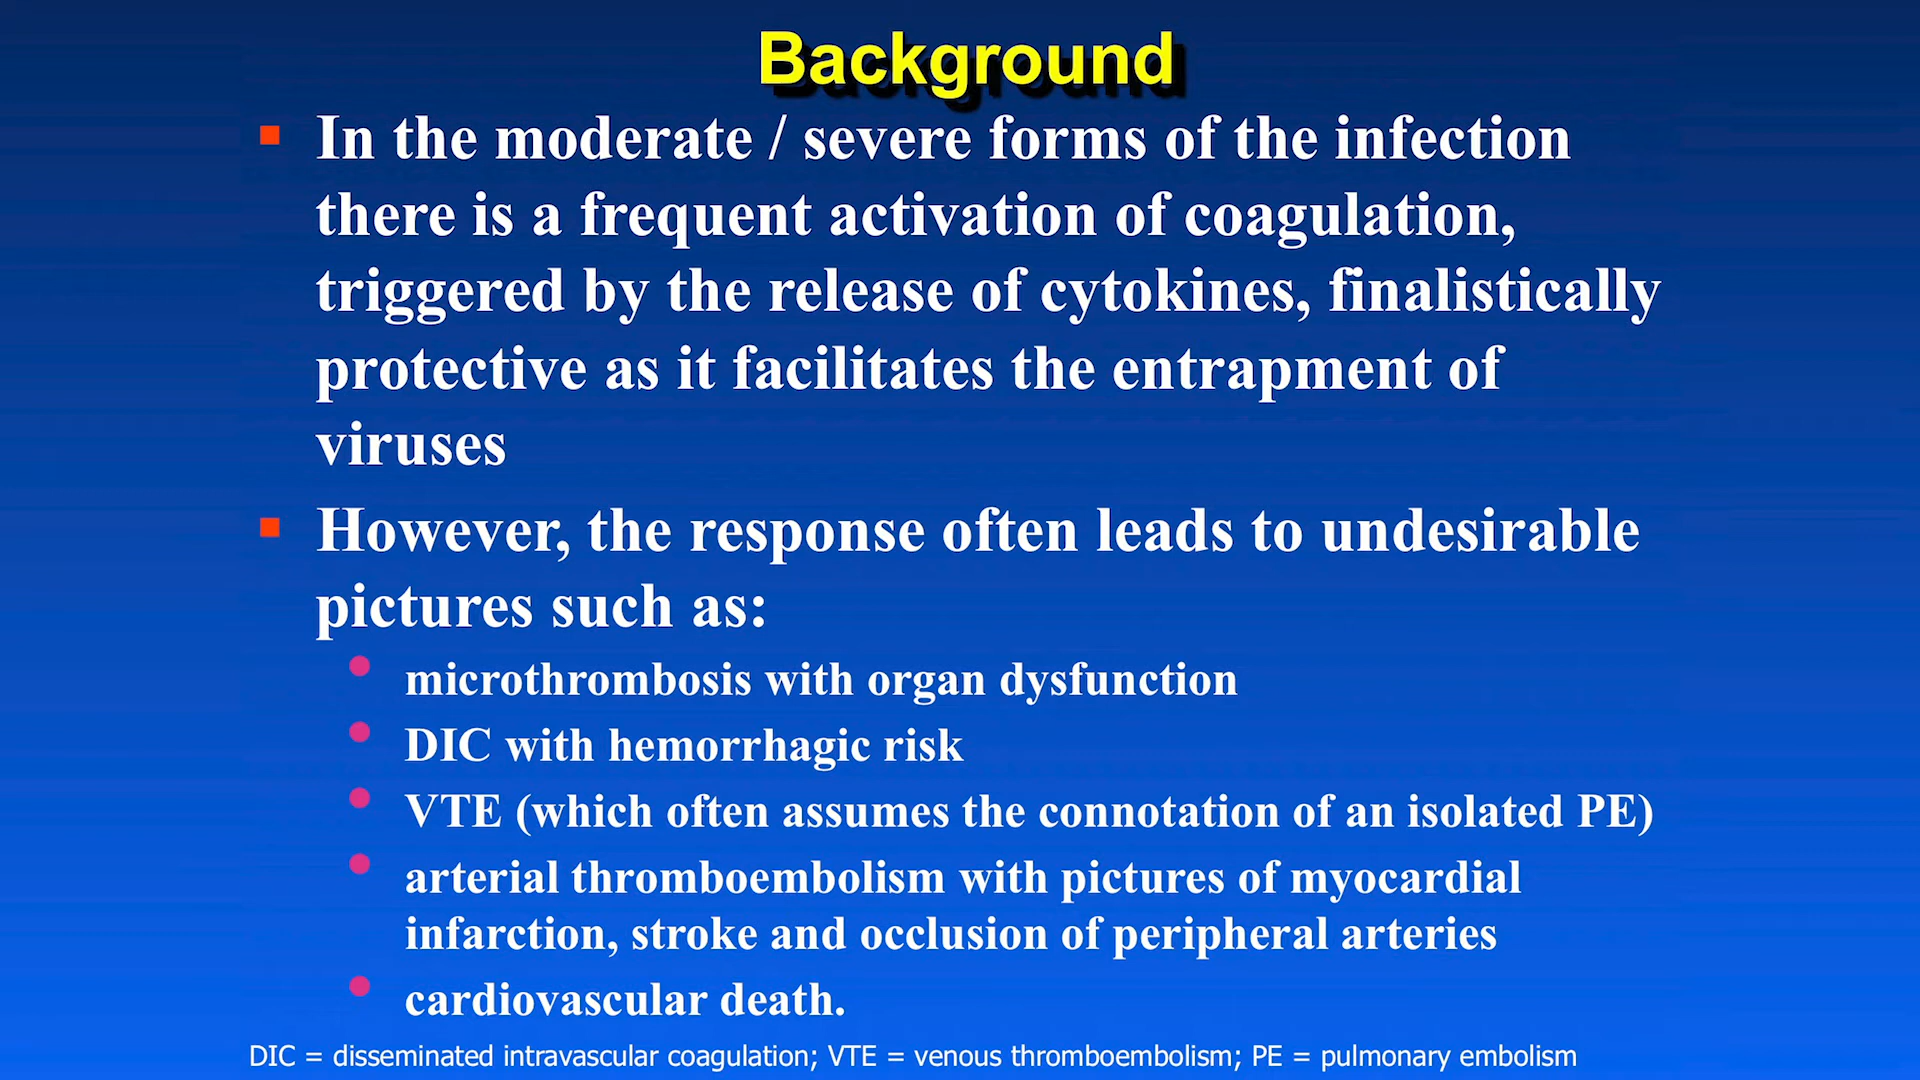 Background
In the moderate / severe forms of the infection
there is a frequent activation of coagulation,
triggered by the release of cytokines, finalistically
protective as it facilitates the entrapment of
viruses
However, the response often leads to undesirable
pictures such as:
microthrombosis with organ dysfunction
DIC with hemorrhagic risk
VTE (which often assumes the connotation of an isolated PE)
arterial thromboembolism with pictures of myocardial
infarction, stroke and occlusion of peripheral arteries
cardiovascular death.
DIC = disseminated intravascular coagulation; VTE = venous thromboembolism; PE = pulmonary embolism